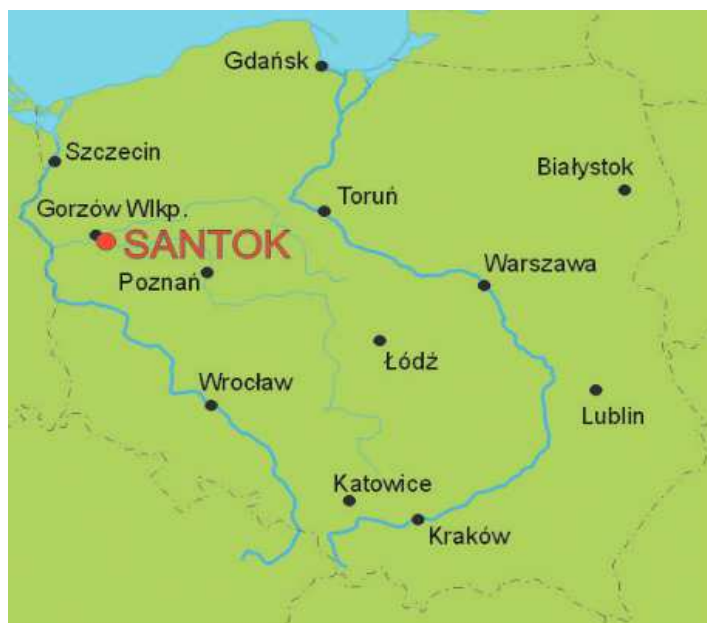 Gdańsk
Szczecin
Białystok
Toruń
Gorzów Wlkp.
SANTOK
Warszawa
Poznań
Łódź
Wrocław
Lublin
Katowice
Kraków